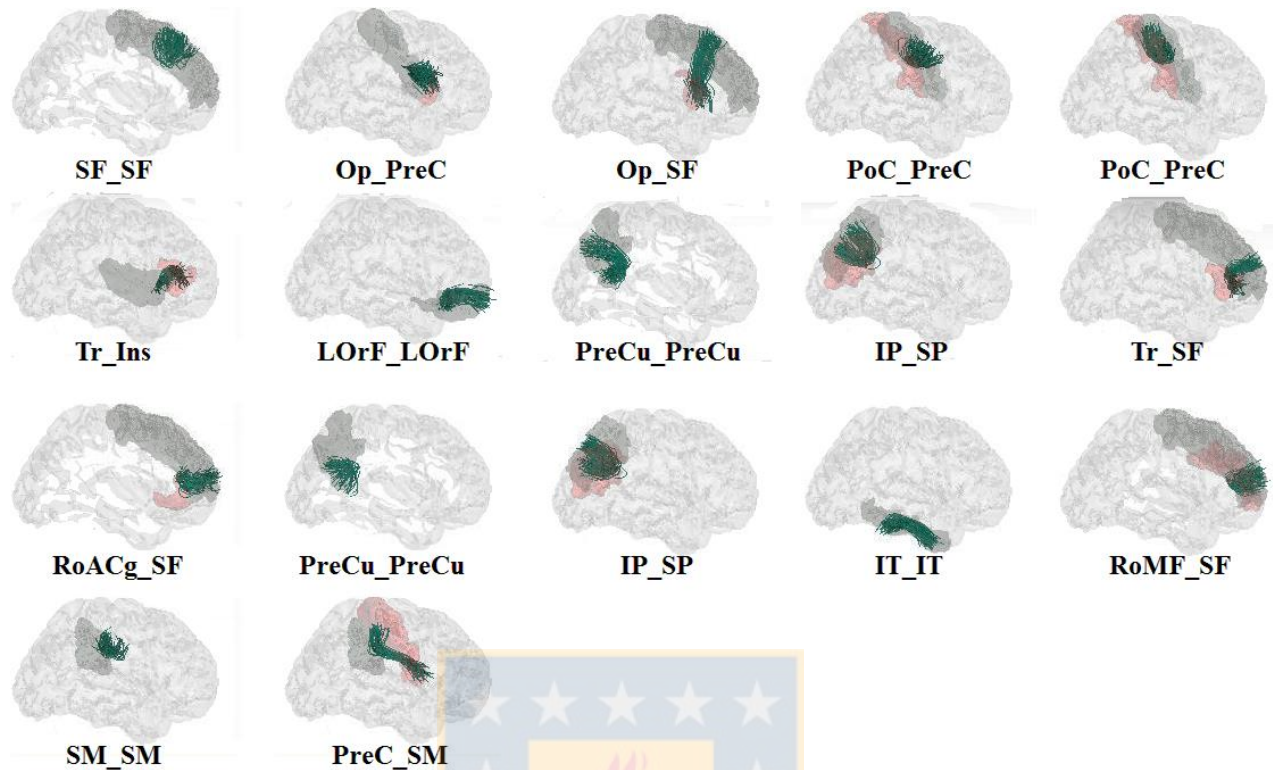 SF_SF
Op_PreC
Op_SF
PoC_PreC
PoC_PreC
Tr_Ins
LOrF_LOrF
PreCu_PreCu
IP_SP
Tr_SF
RoACg_SF
PreCu_PreCu
IP_SP
IT_IT
RoMF_SF
SM_SM
PreC_SM